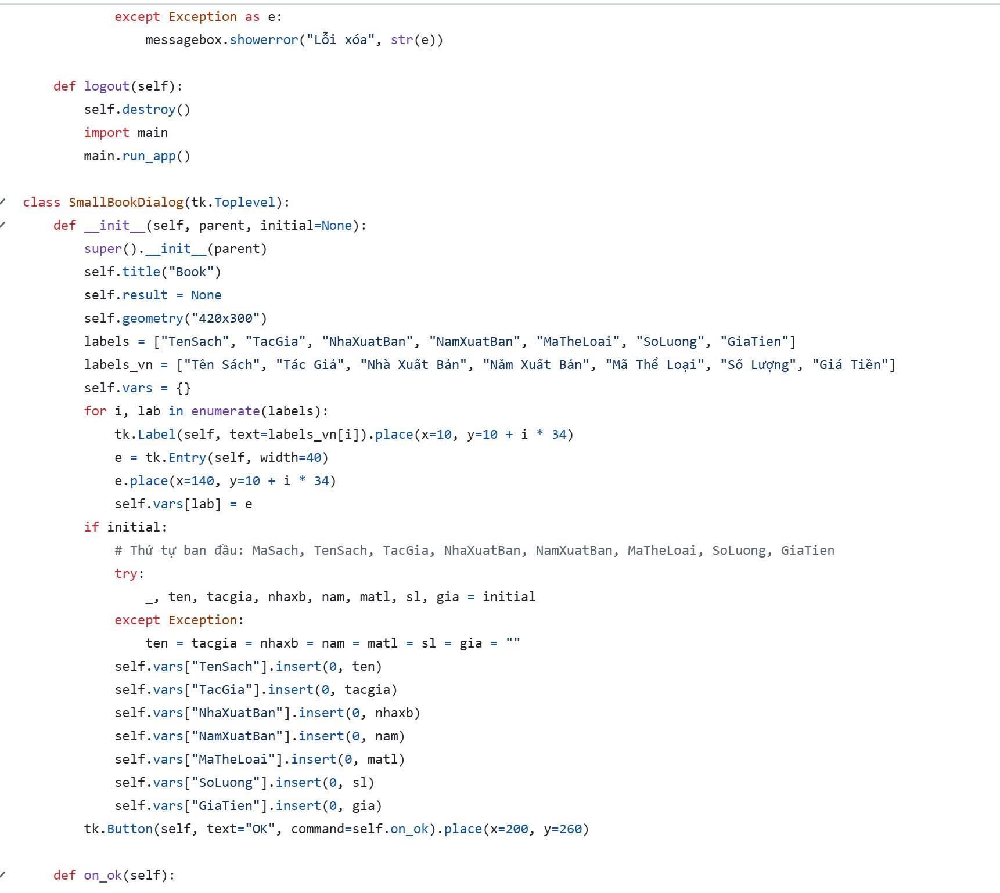 except Exception as e:
            messagebox.showerror("Lỗi xóa", str(e))

    def logout(self):
        self.destroy()
        import main
        main.run_app()

class SmallBookDialog(tk.Toplevel):
    def __init__(self, parent, initial=None):
        super().__init__(parent)
        self.title("Book")
        self.result = None
        self.geometry("420x300")
        labels = ["TenSach", "TacGia", "NhaXuatBan", "NamXuatBan", "MaTheLoai", "SoLuong", "GiaTien"]
        labels_vn = ["Tên Sách", "Tác Giả", "Nhà Xuất Bản", "Năm Xuất Bản", "Mã Thể Loại", "Số Lượng", "Giá Tiền"]
        self.vars = {}
        for i, lab in enumerate(labels):
            tk.Label(self, text=labels_vn[i]).place(x=10, y=10 + i * 34)
            e = tk.Entry(self, width=40)
            e.place(x=140, y=10 + i * 34)
            self.vars[lab] = e
        if initial:
            # Thứ tự ban đầu: MaSach, TenSach, TacGia, NhaXuatBan, NamXuatBan, MaTheLoai, SoLuong, GiaTien
            try:
                _, ten, tacgia, nhaxb, nam, matl, sl, gia = initial
            except Exception:
                ten = tacgia = nhaxb = nam = matl = sl = gia = ""
            self.vars["TenSach"].insert(0, ten)
            self.vars["TacGia"].insert(0, tacgia)
            self.vars["NhaXuatBan"].insert(0, nhaxb)
            self.vars["NamXuatBan"].insert(0, nam)
            self.vars["MaTheLoai"].insert(0, matl)
            self.vars["SoLuong"].insert(0, sl)
            self.vars["GiaTien"].insert(0, gia)
        tk.Button(self, text="OK", command=self.on_ok).place(x=200, y=260)

    def on_ok(self):